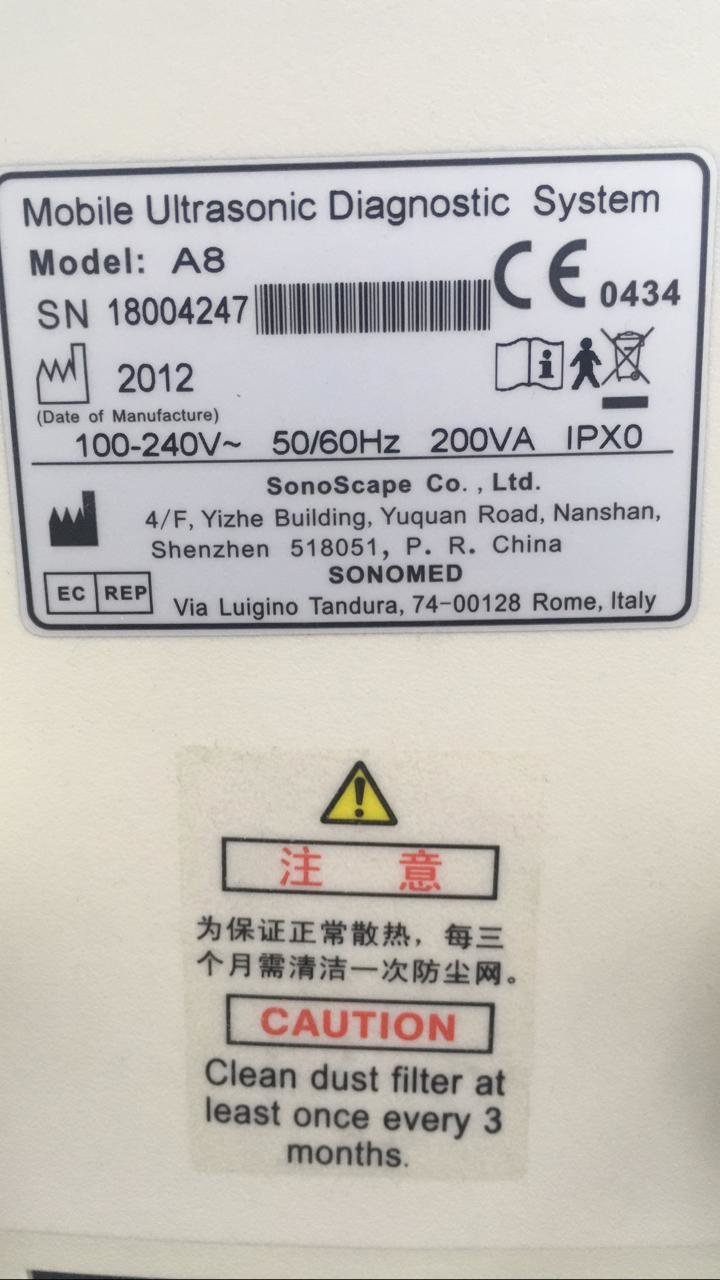 Mobile Ultrasonic Diagnostic System
Model: A8
CE 0434
SN 18004247
2012
(Date of Manufacture)
100-240V~ 50/60Hz 200VA IPX0
SonoScape Co., Ltd.
4/F, Yizhe Building, Yuquan Road, Nanshan,
Shenzhen 518051, P. R. China
SONOMED
EC REP
Via Luigino Tandura, 74-00128 Rome, Italy
注 意
为保证正常散热，每三
个月需清洁一次防尘网。
CAUTION
Clean dust filter at
least once every 3
months.